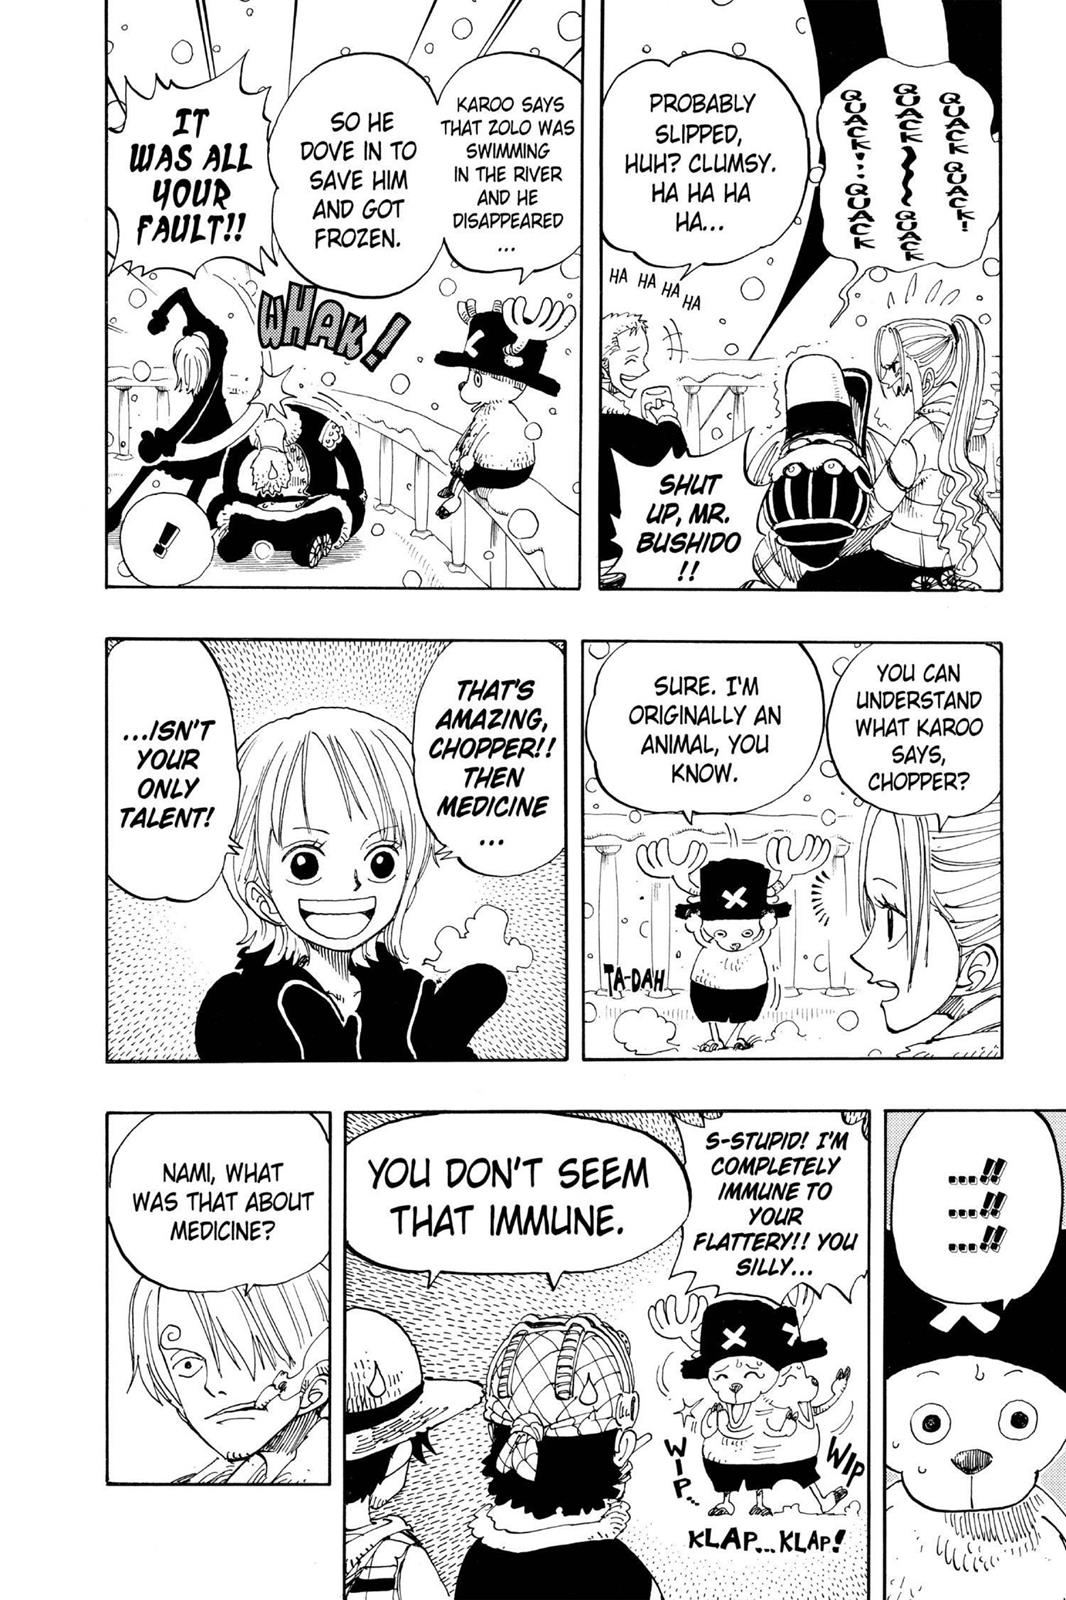 QUACK QUACK!
QUACK~~QUACK
QUACK!··QUACK
PROBABLY
SLIPPED,
HUH? CLUMSY.
HA HA HA
HA...
HA HA HA HA
SHUT
UP, MR.
BUSHIDO
!!
KAROO SAYS
THAT ZOLO WAS
SWIMMING
IN THE RIVER
AND HE
DISAPPEARED
...
SO HE
DOVE IN TO
SAVE HIM
AND GOT
FROZEN.
IT
WAS ALL
YOUR
FAULT!!
WHAK!
!
YOU CAN
UNDERSTAND
WHAT KAROO
SAYS,
CHOPPER?
SURE. I'M
ORIGINALLY AN
ANIMAL, YOU
KNOW.
TA-DAH
THAT'S
AMAZING,
CHOPPER!!
THEN
MEDICINE
...
...ISN'T
YOUR
ONLY
TALENT!
...!!
...!!
...!!
S-STUPID! I'M
COMPLETELY
IMMUNE TO
YOUR
FLATTERY!! YOU
SILLY...
WIP
WIP...
KLAP...KLAP!
YOU DON'T SEEM
THAT IMMUNE.
NAMI, WHAT
WAS THAT ABOUT
MEDICINE?